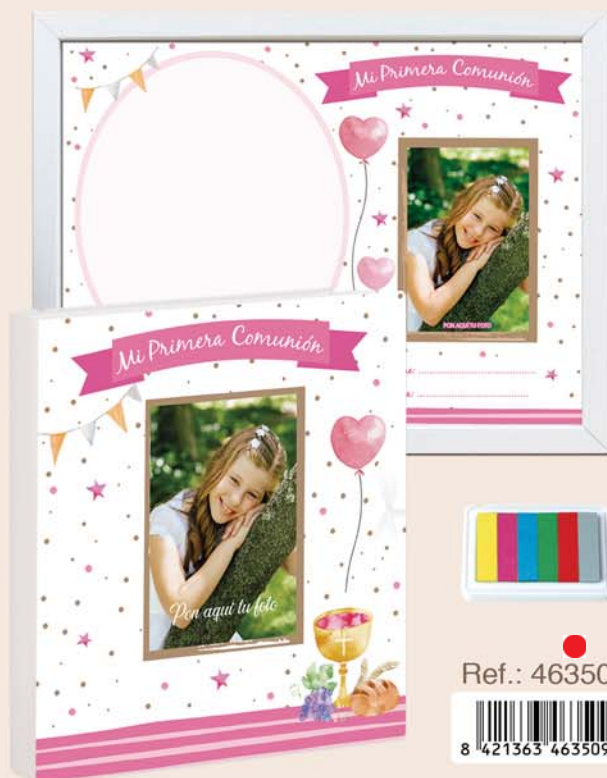 Mi Primera Comunión
PON AQUÍ TU FOTO
Mi Primera Comunión
Pon aquí tu foto
Ref.: 46350
8 421363 463509